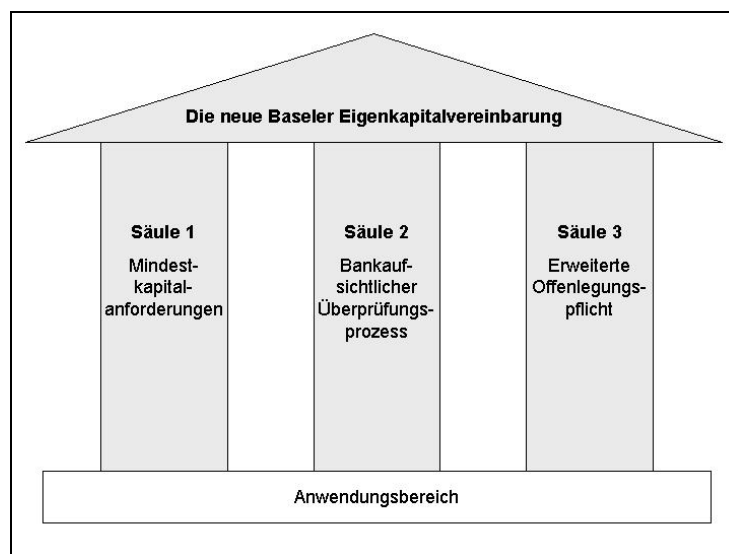 Die neue Baseler Eigenkapitalvereinbarung
Säule 1
Mindest-
kapital-
anforderungen
Säule 2
Bankauf-
sichtlicher
Überprüfungs-
prozess
Säule 3
Erweiterte
Offenlegungs-
pflicht
Anwendungsbereich